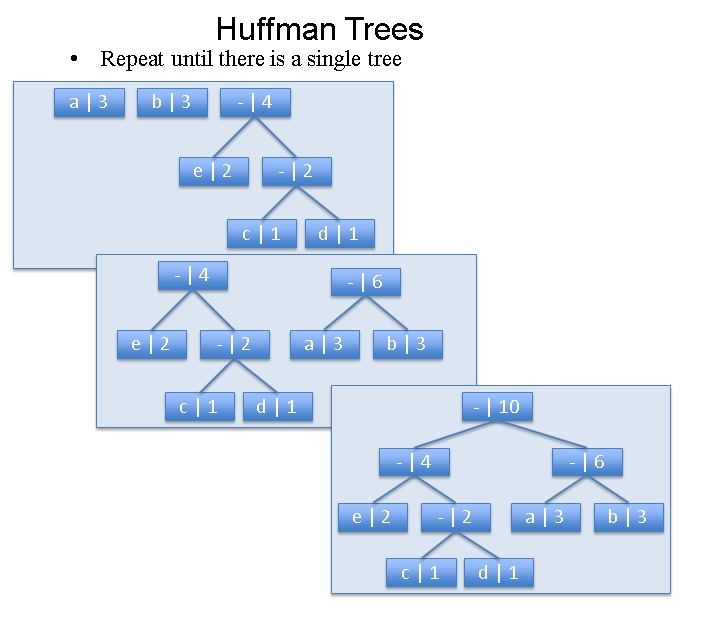 Huffman Trees
• Repeat until there is a single tree
a | 3 b | 3 - | 4
e | 2 - | 2
c | 1 d | 1
- | 4 - | 6
e | 2 - | 2 a | 3 b | 3
c | 1 d | 1
- | 10
- | 4 - | 6
e | 2 - | 2 a | 3 b | 3
c | 1 d | 1